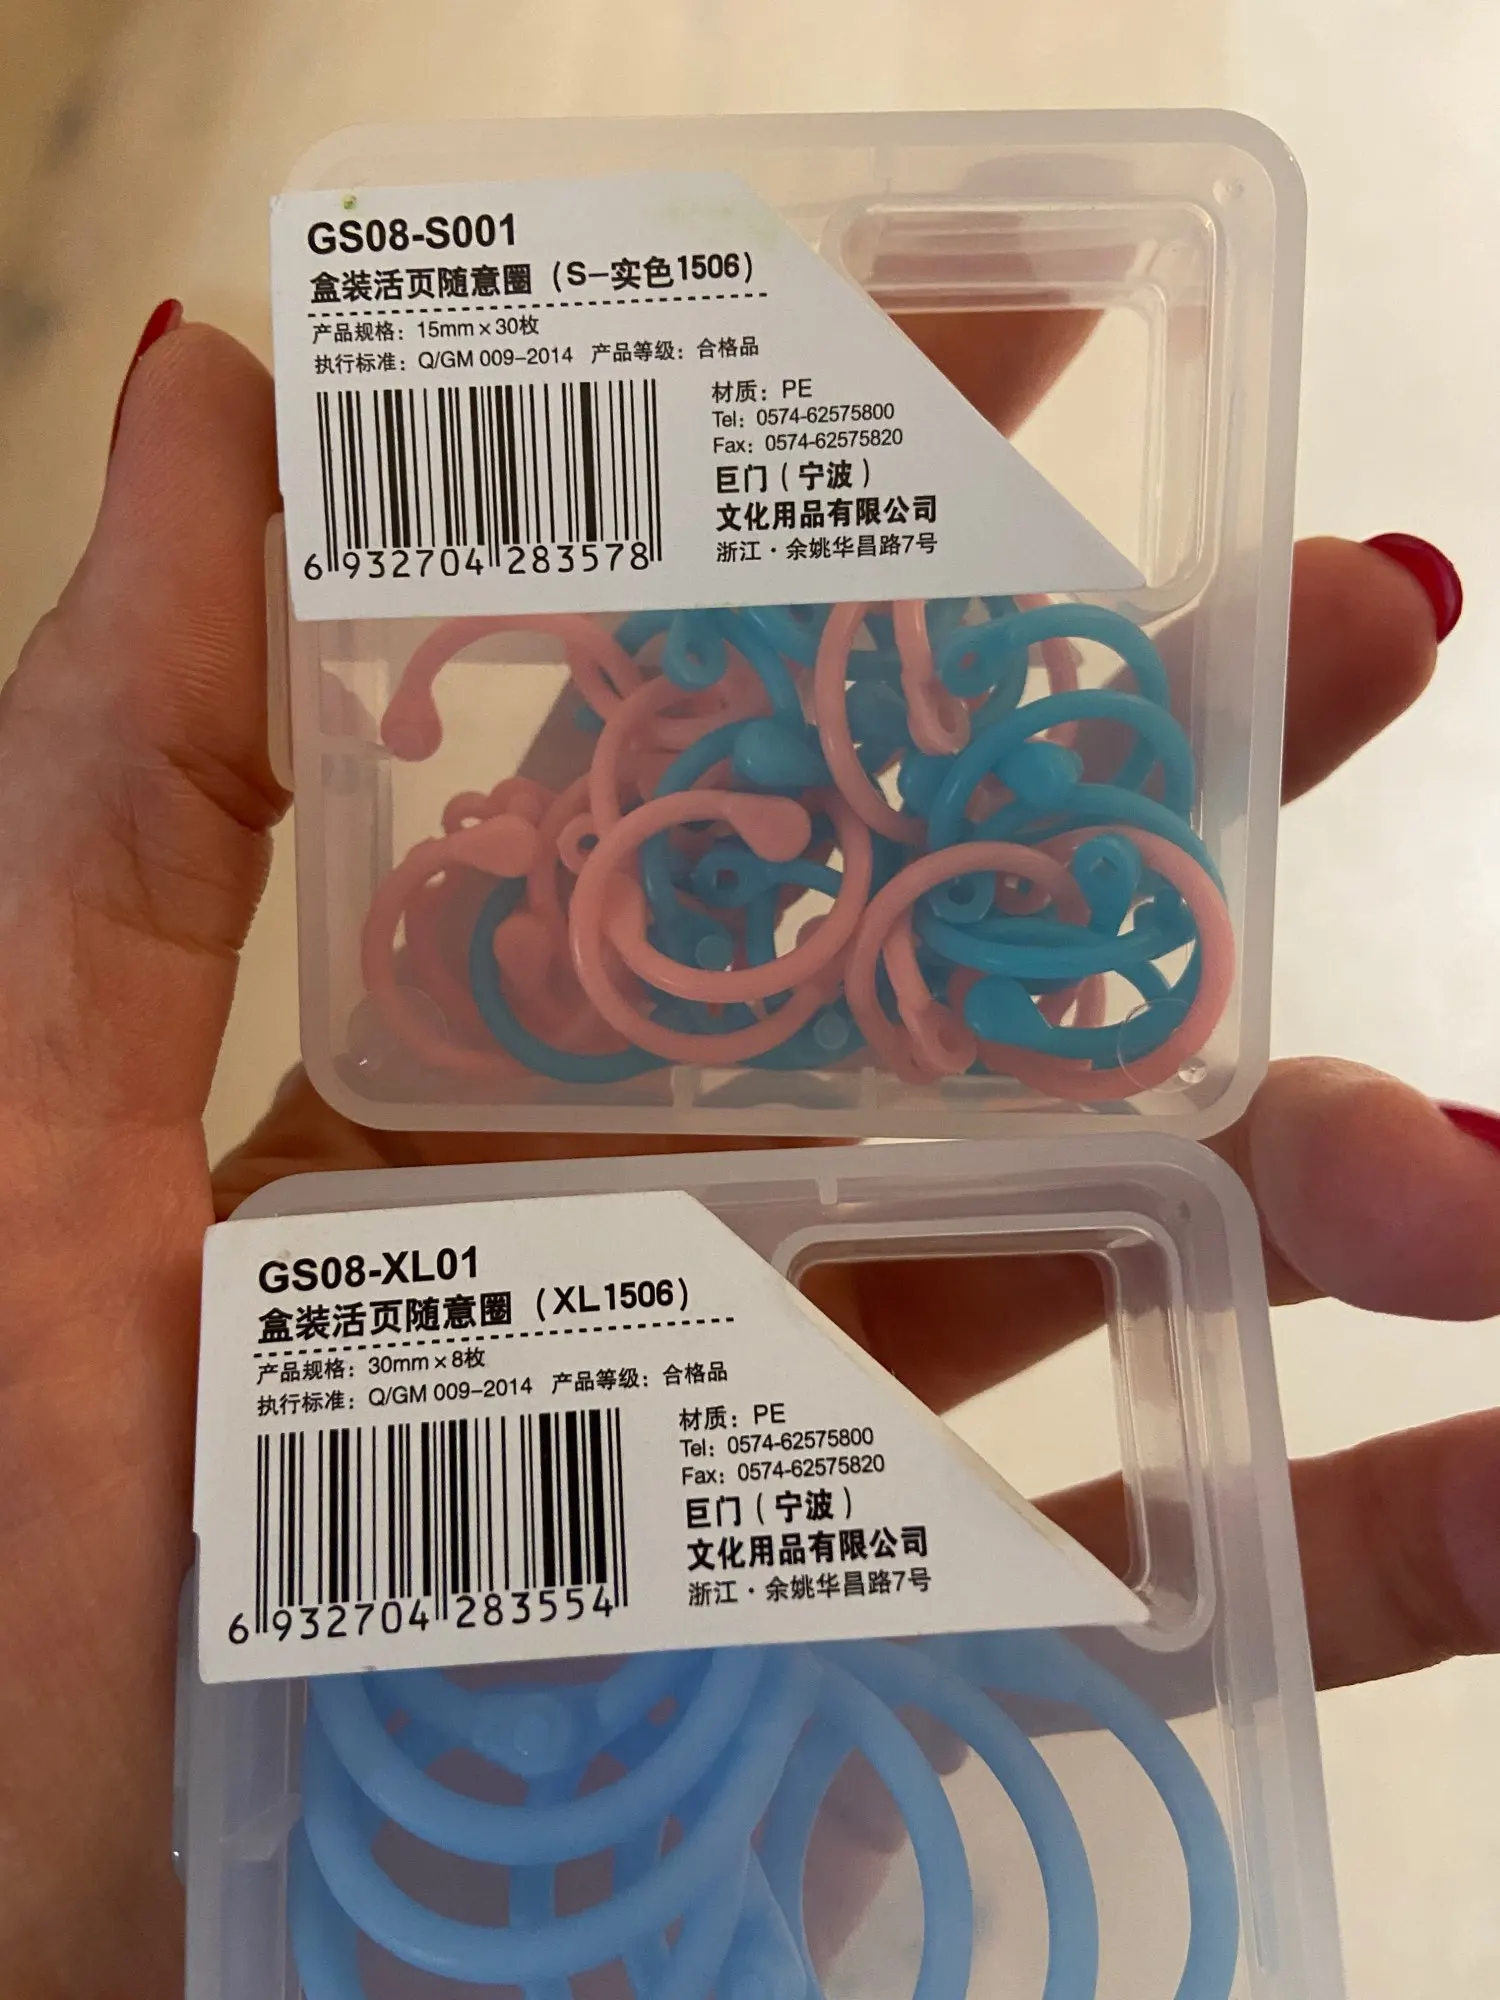 GS08-S001
盒装活页随意圈（S-实色1506）
产品规格：15mm×30枚
执行标准：Q/GM 009-2014 产品等级：合格品
材质：PE
Tel：0574-62575800
Fax：0574-62575820
巨门（宁波）
文化用品有限公司
浙江·余姚华昌路7号
6 932704 283578
GS08-XL01
盒装活页随意圈（XL1506）
产品规格：30mm×8枚
执行标准：Q/GM 009-2014 产品等级：合格品
材质：PE
Tel：0574-62575800
Fax：0574-62575820
巨门（宁波）
文化用品有限公司
浙江·余姚华昌路7号
6 932704 283554